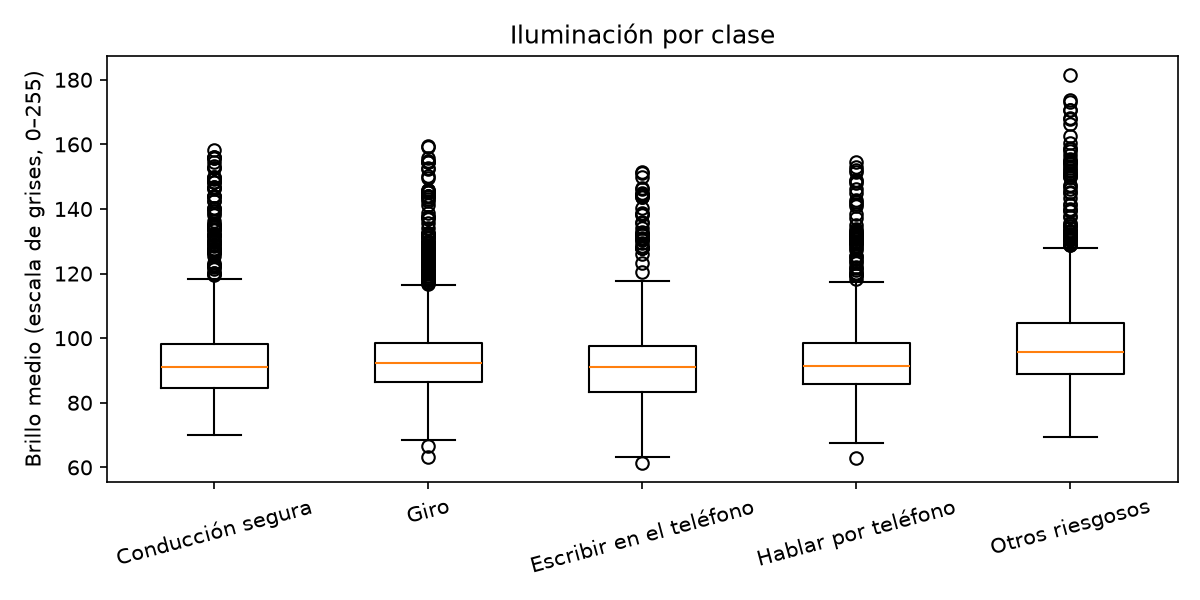 Iluminación por clase
Brillo medio (escala de grises, 0–255)
180
160
140
120
100
80
60
Conducción segura
Giro
Escribir en el teléfono
Hablar por teléfono
Otros riesgosos